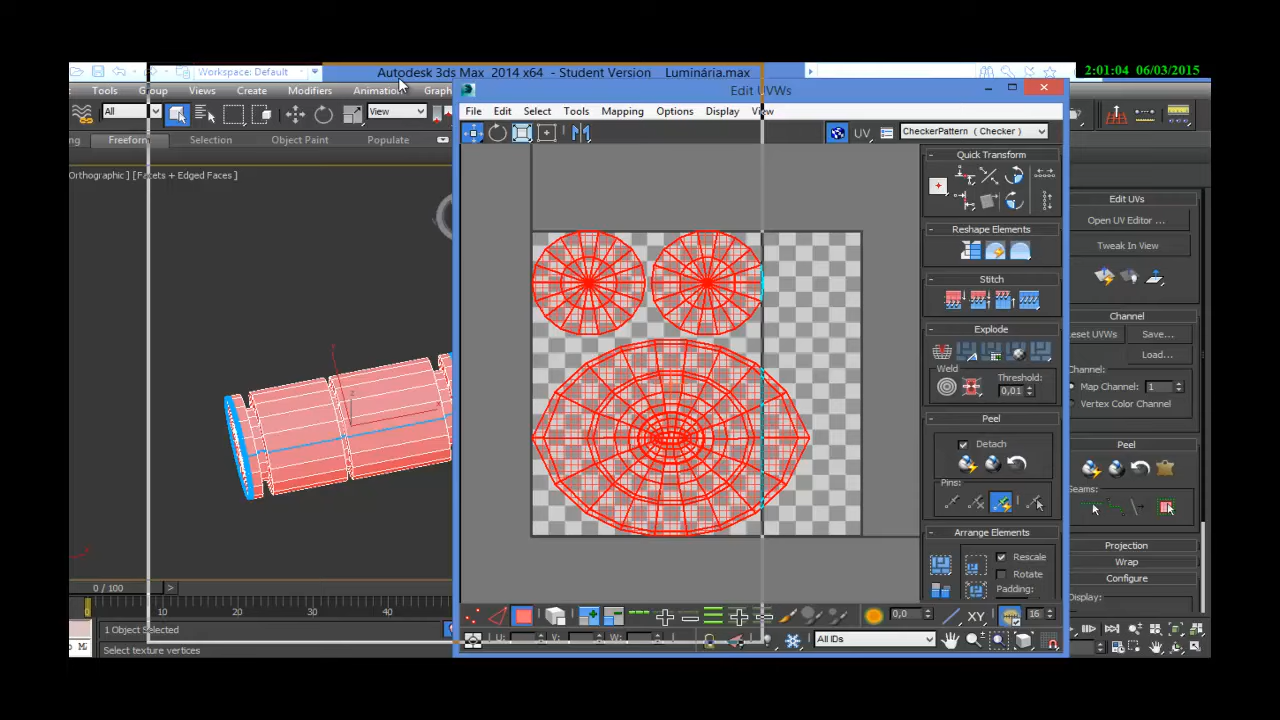 Workspace: Default
Autodesk 3ds Max 2014 x64 - Student Version Luminária.max
2:01:04 06/03/2015
Tools Group Views Create Modifiers Animation Graph
Edit UVWs
All
View
File Edit Select Tools Mapping Options Display View
UV
CheckerPattern ( Checker )
Freeform Selection Object Paint Populate
Quick Transform
Orthographic ] [Facets + Edged Faces ]
Edit UVs
Open UV Editor ...
Tweak In View
Reshape Elements
Stitch
Channel
Reset UVWs Save...
Load...
Explode
Weld
Threshold:
0,01
Channel:
Map Channel: 1
Vertex Color Channel
Peel
Detach
Pins:
Peel
Seams:
Arrange Elements
Rescale
Rotate
Padding:
Projection
Wrap
Configure
Display:
0 / 100 >
0 10 20 30 40
0,0
XY
16
1 Object Selected
U: V: W:
All IDs
Select texture vertices